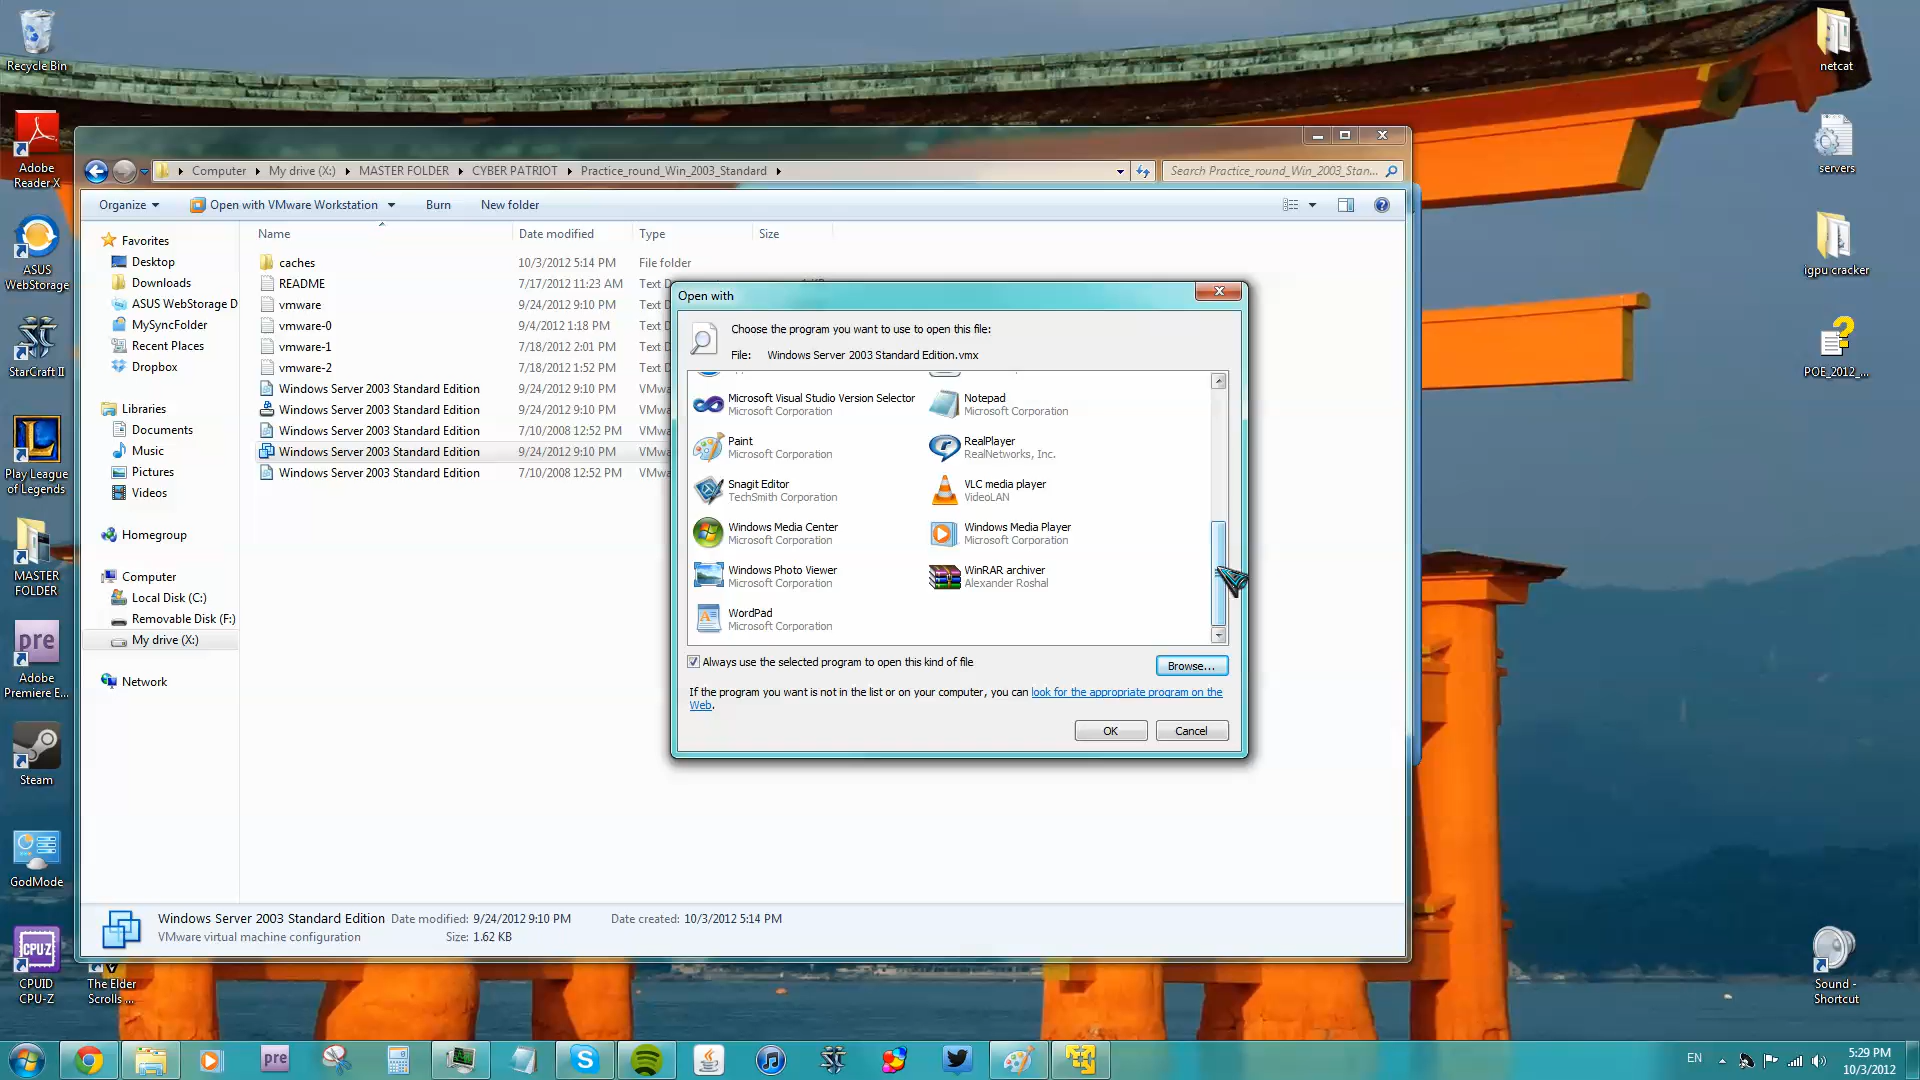 Recycle Bin
Adobe
Reader X
ASUS
WebStorage
StarCraft II
Play League
of Legends
MASTER
FOLDER
pre
Adobe
Premiere E...
Steam
GodMode
CPU-Z
CPUID
CPU-Z
The Elder
Scrolls ...
netcat
servers
igpu cracker
POE_2012_...
Sound -
Shortcut
Computer
My drive (X:)
MASTER FOLDER
CYBER PATRIOT
Practice_round_Win_2003_Standard
Search Practice_round_Win_2003_Stan...
Organize
Open with VMware Workstation
Burn
New folder
Favorites
Desktop
Downloads
ASUS WebStorage D
MySyncFolder
Recent Places
Dropbox
Libraries
Documents
Music
Pictures
Videos
Homegroup
Computer
Local Disk (C:)
Removable Disk (F:)
My drive (X:)
Network
Name Date modified Type Size
caches 10/3/2012 5:14 PM File folder
README 7/17/2012 11:23 AM Text D
vmware 9/24/2012 9:10 PM Text D
vmware-0 9/4/2012 1:18 PM Text D
vmware-1 7/18/2012 2:01 PM Text D
vmware-2 7/18/2012 1:52 PM Text D
Windows Server 2003 Standard Edition 9/24/2012 9:10 PM VMwa
Windows Server 2003 Standard Edition 9/24/2012 9:10 PM VMwa
Windows Server 2003 Standard Edition 7/10/2008 12:52 PM VMwa
Windows Server 2003 Standard Edition 9/24/2012 9:10 PM VMwa
Windows Server 2003 Standard Edition 7/10/2008 12:52 PM VMwa
Open with
Choose the program you want to use to open this file:
File: Windows Server 2003 Standard Edition.vmx
Microsoft Visual Studio Version Selector
Microsoft Corporation
Notepad
Microsoft Corporation
Paint
Microsoft Corporation
RealPlayer
RealNetworks, Inc.
Snagit Editor
TechSmith Corporation
VLC media player
VideoLAN
Windows Media Center
Microsoft Corporation
Windows Media Player
Microsoft Corporation
Windows Photo Viewer
Microsoft Corporation
WinRAR archiver
Alexander Roshal
WordPad
Microsoft Corporation
Always use the selected program to open this kind of file
Browse...
If the program you want is not in the list or on your computer, you can look for the appropriate program on the
Web.
OK
Cancel
Windows Server 2003 Standard Edition Date modified: 9/24/2012 9:10 PM Date created: 10/3/2012 5:14 PM
VMware virtual machine configuration Size: 1.62 KB
pre
EN
5:29 PM
10/3/2012